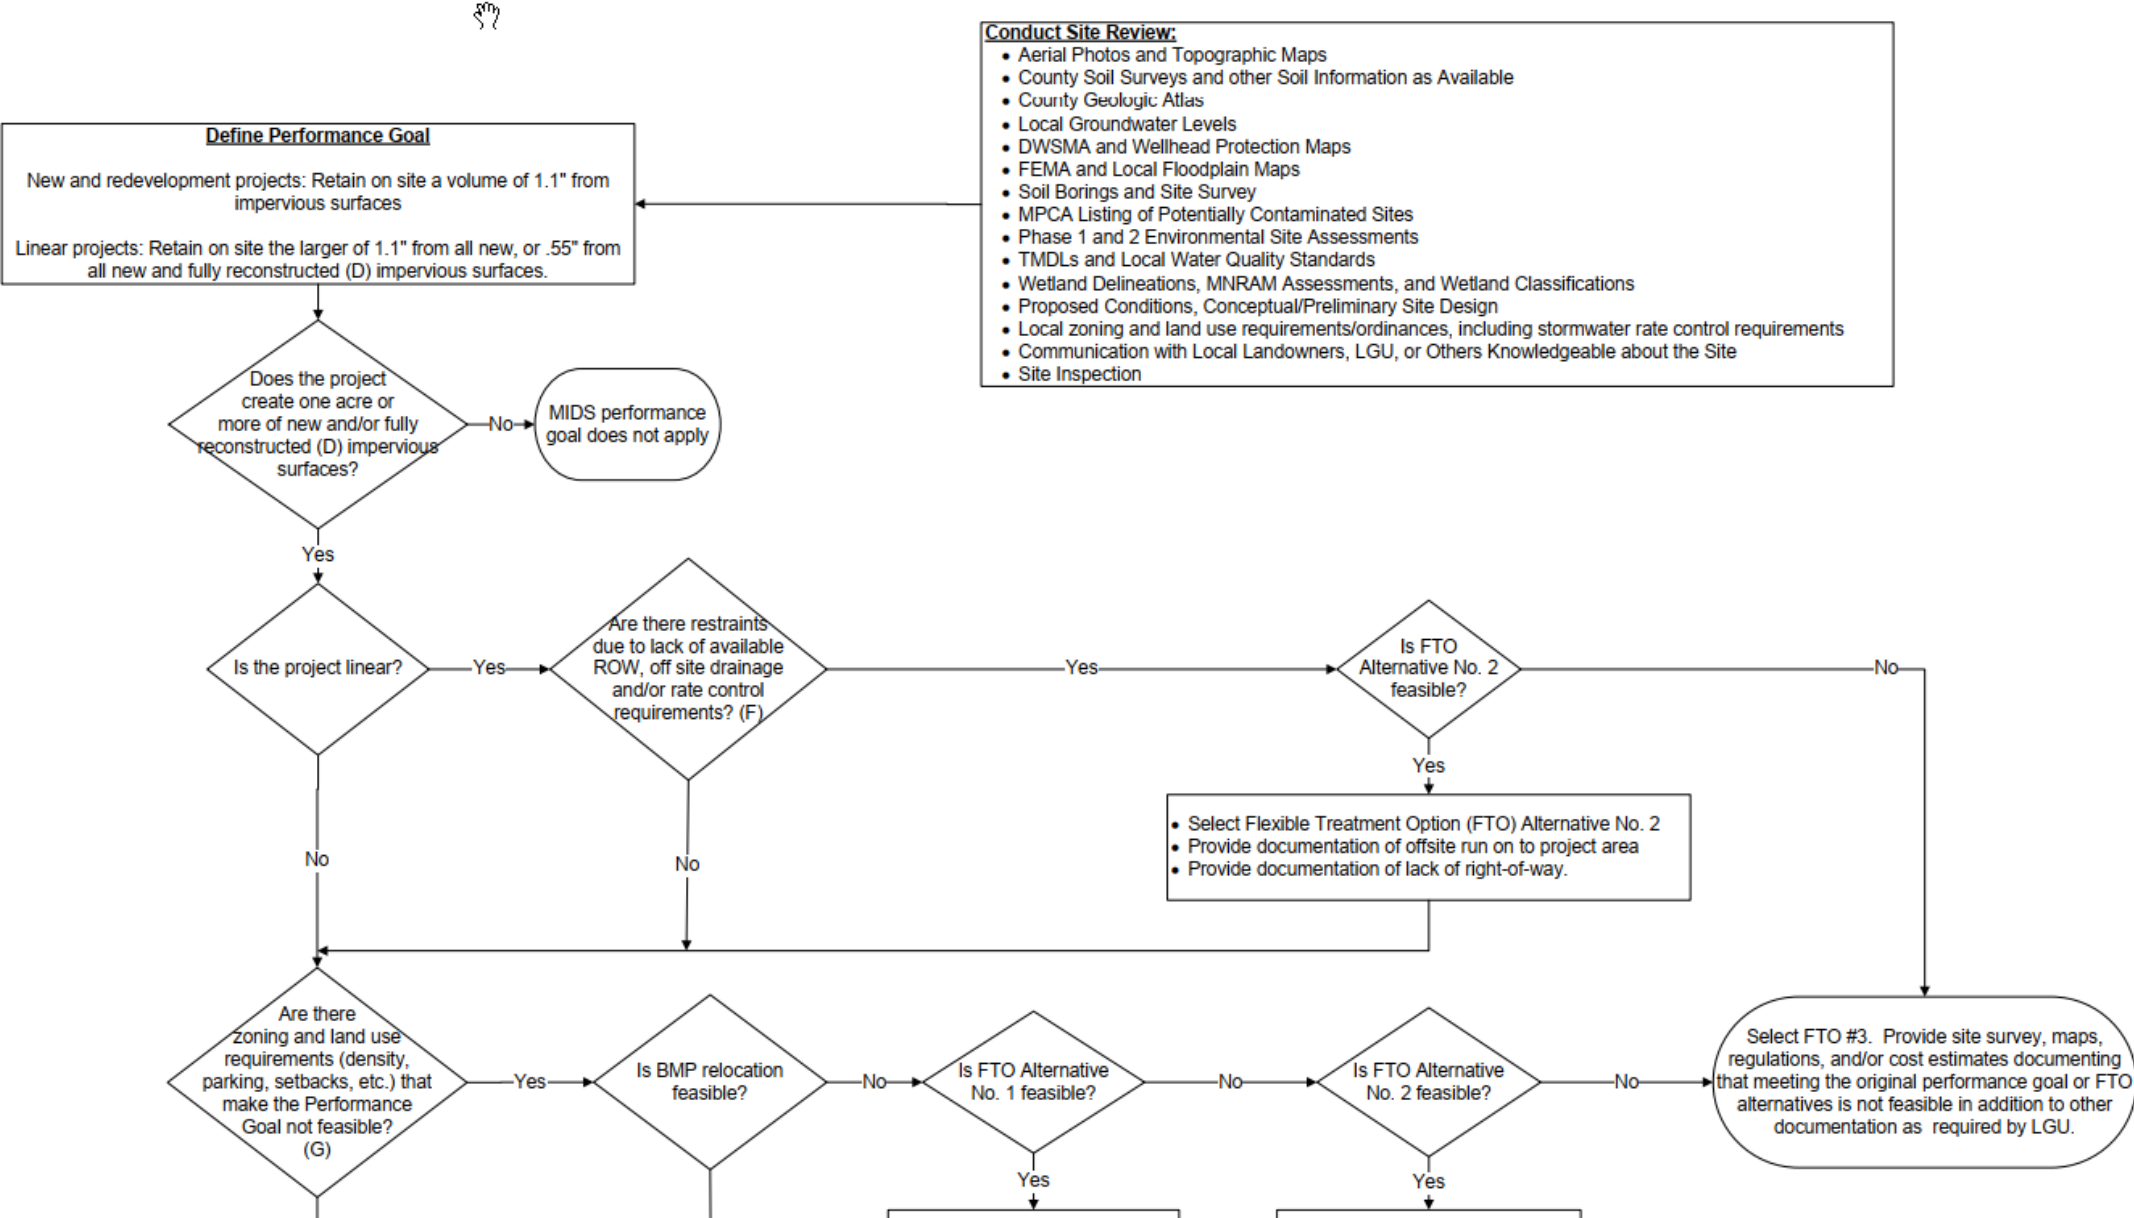 Conduct Site Review:
• Aerial Photos and Topographic Maps
• County Soil Surveys and other Soil Information as Available
• County Geologic Atlas
• Local Groundwater Levels
• DWSMA and Wellhead Protection Maps
• FEMA and Local Floodplain Maps
• Soil Borings and Site Survey
• MPCA Listing of Potentially Contaminated Sites
• Phase 1 and 2 Environmental Site Assessments
• TMDLs and Local Water Quality Standards
• Wetland Delineations, MNRAM Assessments, and Wetland Classifications
• Proposed Conditions, Conceptual/Preliminary Site Design
• Local zoning and land use requirements/ordinances, including stormwater rate control requirements
• Communication with Local Landowners, LGU, or Others Knowledgeable about the Site
• Site Inspection
Define Performance Goal
New and redevelopment projects: Retain on site a volume of 1.1" from
impervious surfaces
Linear projects: Retain on site the larger of 1.1" from all new, or .55" from
all new and fully reconstructed (D) impervious surfaces.
Does the project
create one acre or
more of new and/or fully
reconstructed (D) impervious
surfaces?
No
MIDS performance
goal does not apply
Yes
Is the project linear?
Yes
Are there restraints
due to lack of available
ROW, off site drainage
and/or rate control
requirements? (F)
Yes
Is FTO
Alternative No. 2
feasible?
No
Yes
• Select Flexible Treatment Option (FTO) Alternative No. 2
• Provide documentation of offsite run on to project area
• Provide documentation of lack of right-of-way.
No
No
Are there
zoning and land use
requirements (density,
parking, setbacks, etc.) that
make the Performance
Goal not feasible?
(G)
Yes
Is BMP relocation
feasible?
No
Is FTO Alternative
No. 1 feasible?
No
Is FTO Alternative
No. 2 feasible?
No
Select FTO #3. Provide site survey, maps,
regulations, and/or cost estimates documenting
that meeting the original performance goal or FTO
alternatives is not feasible in addition to other
documentation as required by LGU.
Yes
Yes